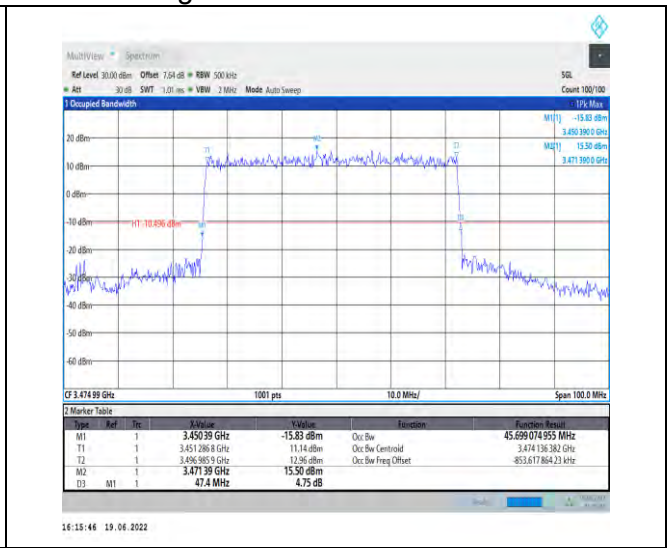 MultiView Spectrum
Ref Level 30.00 dBm Offset 7.64 dB RBW 500 kHz SGL
Att 30 dB SWT 1.01 ms VBW 2 MHz Mode Auto Sweep Count 100/100
1 Occupied Bandwidth 1Pk Max
M1[1] -15.83 dBm
3.450 390 0 GHz
20 dBm
M2[1] 15.50 dBm
3.471 390 0 GHz
M2
T1
10 dBm
0 dBm
-10 dBm
H1 -10.496 dBm
M1
D3
-20 dBm
-30 dBm
-40 dBm
-50 dBm
-60 dBm
CF 3.474 99 GHz 1001 pts 10.0 MHz/ Span 100.0 MHz
2 Marker Table
Type Ref Trc X-Value Y-Value Function Function Result
M1 1 3.450 39 GHz -15.83 dBm Occ Bw 45.699 074 955 MHz
T1 1 3.451 286 8 GHz 11.14 dBm Occ Bw Centroid 3.474 136 382 GHz
T2 1 3.496 985 9 GHz 12.96 dBm Occ Bw Freq Offset -853.617 864 23 kHz
M2 1 3.471 39 GHz 15.50 dBm
D3 M1 1 47.4 MHz 4.75 dB
16:15:46 19.06.2022